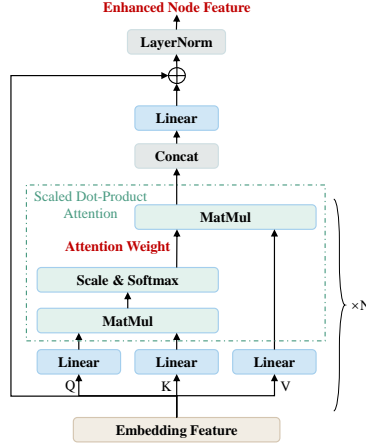 Enhanced Node Feature
LayerNorm
Linear
Concat
Scaled Dot-Product
Attention
MatMul
Attention Weight
Scale & Softmax
MatMul
×N
Linear
Linear
Linear
Q
K
V
Embedding Feature